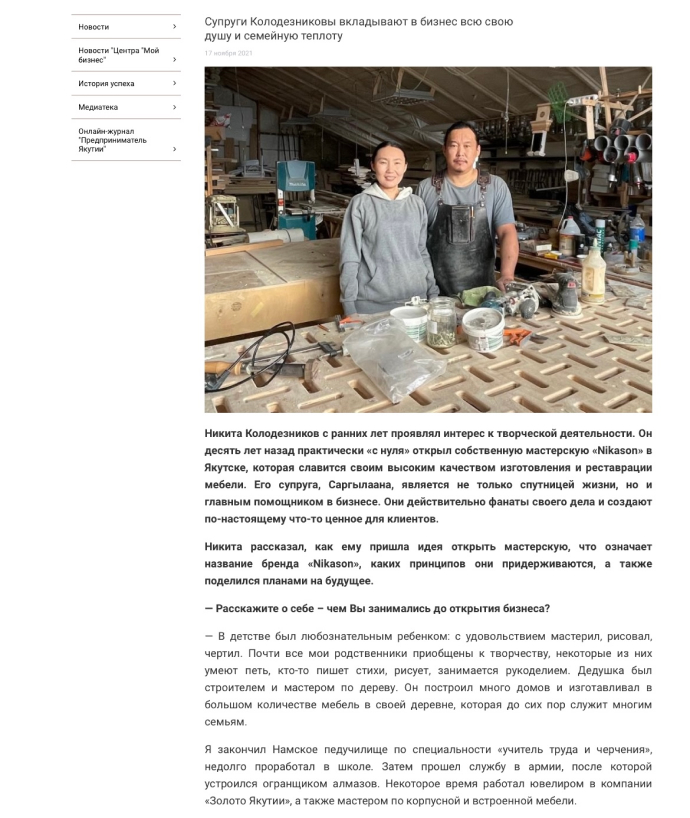 Новости
Новости "Центра "Мой
бизнес"
История успеха
Медиатека
Онлайн-журнал
"Предприниматель
Якутии"
Супруги Колодезниковы вкладывают в бизнес всю свою
душу и семейную теплоту
17 ноября 2021
Никита Колодезников с ранних лет проявлял интерес к творческой деятельности. Он
десять лет назад практически «с нуля» открыл собственную мастерскую «Nikason» в
Якутске, которая славится своим высоким качеством изготовления и реставрации
мебели. Его супруга, Саргылаана, является не только спутницей жизни, но и
главным помощником в бизнесе. Они действительно фанаты своего дела и создают
по-настоящему что-то ценное для клиентов.
Никита рассказал, как ему пришла идея открыть мастерскую, что означает
название бренда «Nikason», каких принципов они придерживаются, а также
поделился планами на будущее.
— Расскажите о себе – чем Вы занимались до открытия бизнеса?
— В детстве был любознательным ребенком: с удовольствием мастерил, рисовал,
чертил. Почти все мои родственники приобщены к творчеству, некоторые из них
умеют петь, кто-то пишет стихи, рисует, занимается рукоделием. Дедушка был
строителем и мастером по дереву. Он построил много домов и изготавливал в
большом количестве мебель в своей деревне, которая до сих пор служит многим
семьям.
Я закончил Намское педучилище по специальности «учитель труда и черчения»,
недолго проработал в школе. Затем прошел службу в армии, после которой
устроился огранщиком алмазов. Некоторое время работал ювелиром в компании
«Золото Якутии», а также мастером по корпусной и встроенной мебели.